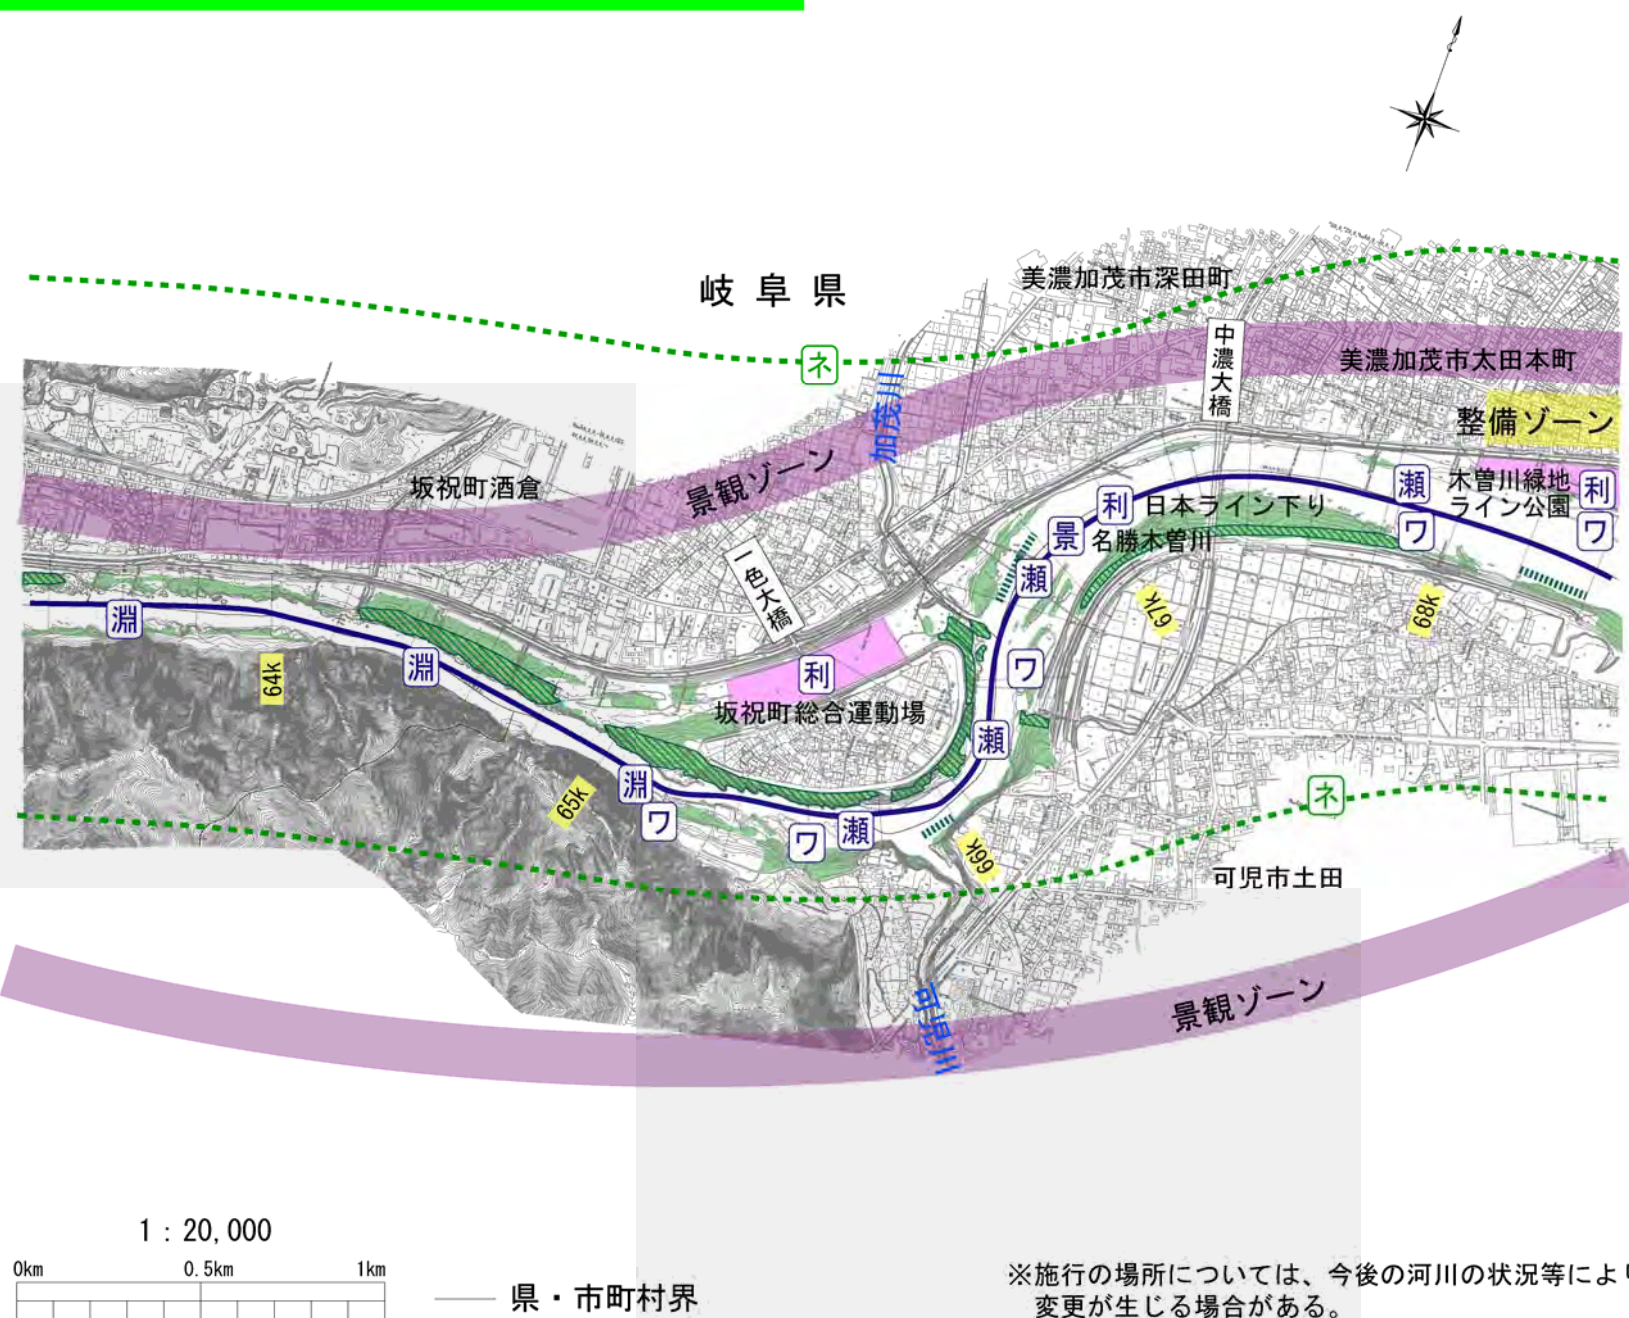 岐阜県
美濃加茂市深田町
中濃大橋
美濃加茂市太田本町
ネ
加茂川
整備ゾーン
景観ゾーン
坂祝町酒倉
瀬
木曽川緑地
ライン公園
利
ワ
ワ
利
日本ライン下り
景
名勝木曽川
瀬
一色大橋
67k
68k
淵
淵
64k
利
坂祝町総合運動場
ワ
瀬
淵
65k
ワ
ワ
瀬
66k
ネ
可児市土田
可児川
景観ゾーン
1：20,000
0km 0.5km 1km
県・市町村界
※施行の場所については、今後の河川の状況等により
変更が生じる場合がある。